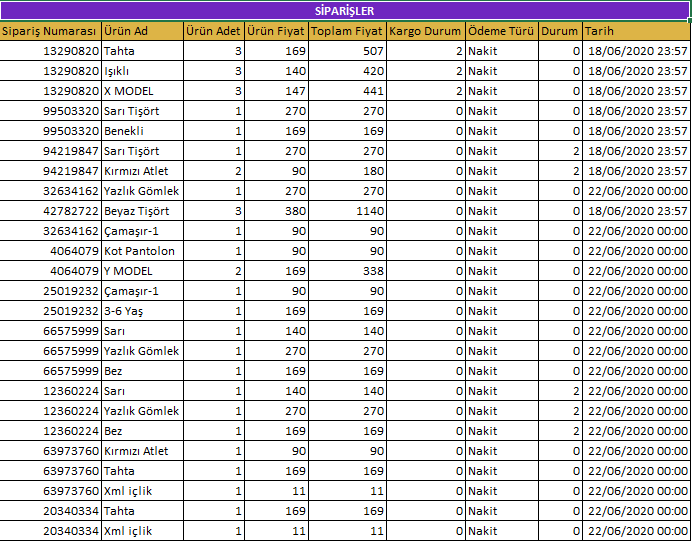 SİPARİŞLER
Sipariş Numarası Ürün Ad Ürün Adet Ürün Fiyat Toplam Fiyat Kargo Durum Ödeme Türü Durum Tarih
13290820 Tahta 3 169 507 2 Nakit 0 18/06/2020 23:57
13290820 Işıklı 3 140 420 2 Nakit 0 18/06/2020 23:57
13290820 X MODEL 3 147 441 2 Nakit 0 18/06/2020 23:57
99503320 Sarı Tişört 1 270 270 0 Nakit 0 18/06/2020 23:57
99503320 Benekli 1 169 169 0 Nakit 0 18/06/2020 23:57
94219847 Sarı Tişört 1 270 270 0 Nakit 2 18/06/2020 23:57
94219847 Kırmızı Atlet 2 90 180 0 Nakit 2 18/06/2020 23:57
32634162 Yazlık Gömlek 1 270 270 0 Nakit 0 22/06/2020 00:00
42782722 Beyaz Tişört 3 380 1140 0 Nakit 0 18/06/2020 23:57
32634162 Çamaşır-1 1 90 90 0 Nakit 0 22/06/2020 00:00
4064079 Kot Pantolon 1 90 90 0 Nakit 0 22/06/2020 00:00
4064079 Y MODEL 2 169 338 0 Nakit 0 22/06/2020 00:00
25019232 Çamaşır-1 1 90 90 0 Nakit 0 22/06/2020 00:00
25019232 3-6 Yaş 1 169 169 0 Nakit 0 22/06/2020 00:00
66575999 Sarı 1 140 140 0 Nakit 0 22/06/2020 00:00
66575999 Yazlık Gömlek 1 270 270 0 Nakit 0 22/06/2020 00:00
66575999 Bez 1 169 169 0 Nakit 0 22/06/2020 00:00
12360224 Sarı 1 140 140 0 Nakit 2 22/06/2020 00:00
12360224 Yazlık Gömlek 1 270 270 0 Nakit 2 22/06/2020 00:00
12360224 Bez 1 169 169 0 Nakit 2 22/06/2020 00:00
63973760 Kırmızı Atlet 1 90 90 0 Nakit 0 22/06/2020 00:00
63973760 Tahta 1 169 169 0 Nakit 0 22/06/2020 00:00
63973760 Xml içlik 1 11 11 0 Nakit 0 22/06/2020 00:00
20340334 Tahta 1 169 169 0 Nakit 0 22/06/2020 00:00
20340334 Xml içlik 1 11 11 0 Nakit 0 22/06/2020 00:00